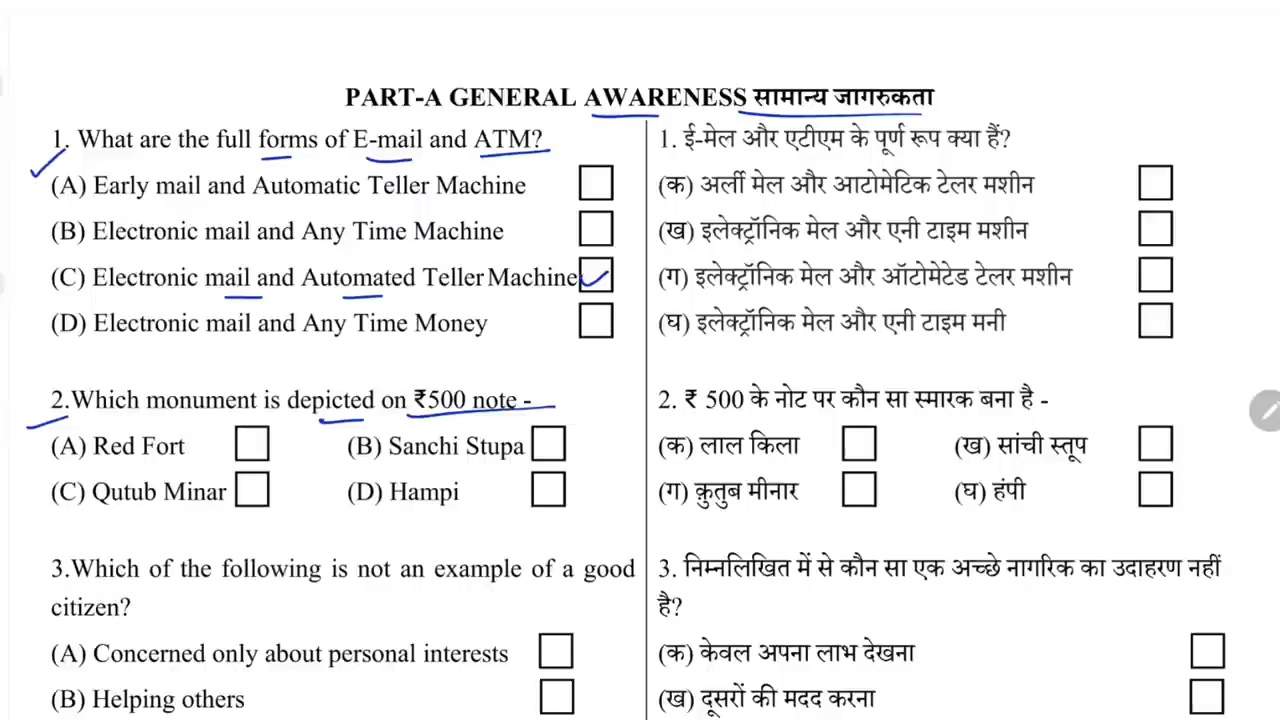 PART-A GENERAL AWARENESS सामान्य जागरुकता
1. What are the full forms of E-mail and ATM?
(A) Early mail and Automatic Teller Machine
(B) Electronic mail and Any Time Machine
(C) Electronic mail and Automated Teller Machine
(D) Electronic mail and Any Time Money
2.Which monument is depicted on ₹500 note -
(A) Red Fort (B) Sanchi Stupa
(C) Qutub Minar (D) Hampi
3.Which of the following is not an example of a good
citizen?
(A) Concerned only about personal interests
(B) Helping others
1. ई-मेल और एटीएम के पूर्ण रूप क्या हैं?
(क) अर्ली मेल और आटोमेटिक टेलर मशीन
(ख) इलेक्ट्रॉनिक मेल और एनी टाइम मशीन
(ग) इलेक्ट्रॉनिक मेल और ऑटोमेटेड टेलर मशीन
(घ) इलेक्ट्रॉनिक मेल और एनी टाइम मनी
2. ₹ 500 के नोट पर कौन सा स्मारक बना है -
(क) लाल किला (ख) सांची स्तूप
(ग) क़ुतुब मीनार (घ) हंपी
3. निम्नलिखित में से कौन सा एक अच्छे नागरिक का उदाहरण नहीं
है?
(क) केवल अपना लाभ देखना
(ख) दूसरों की मदद करना